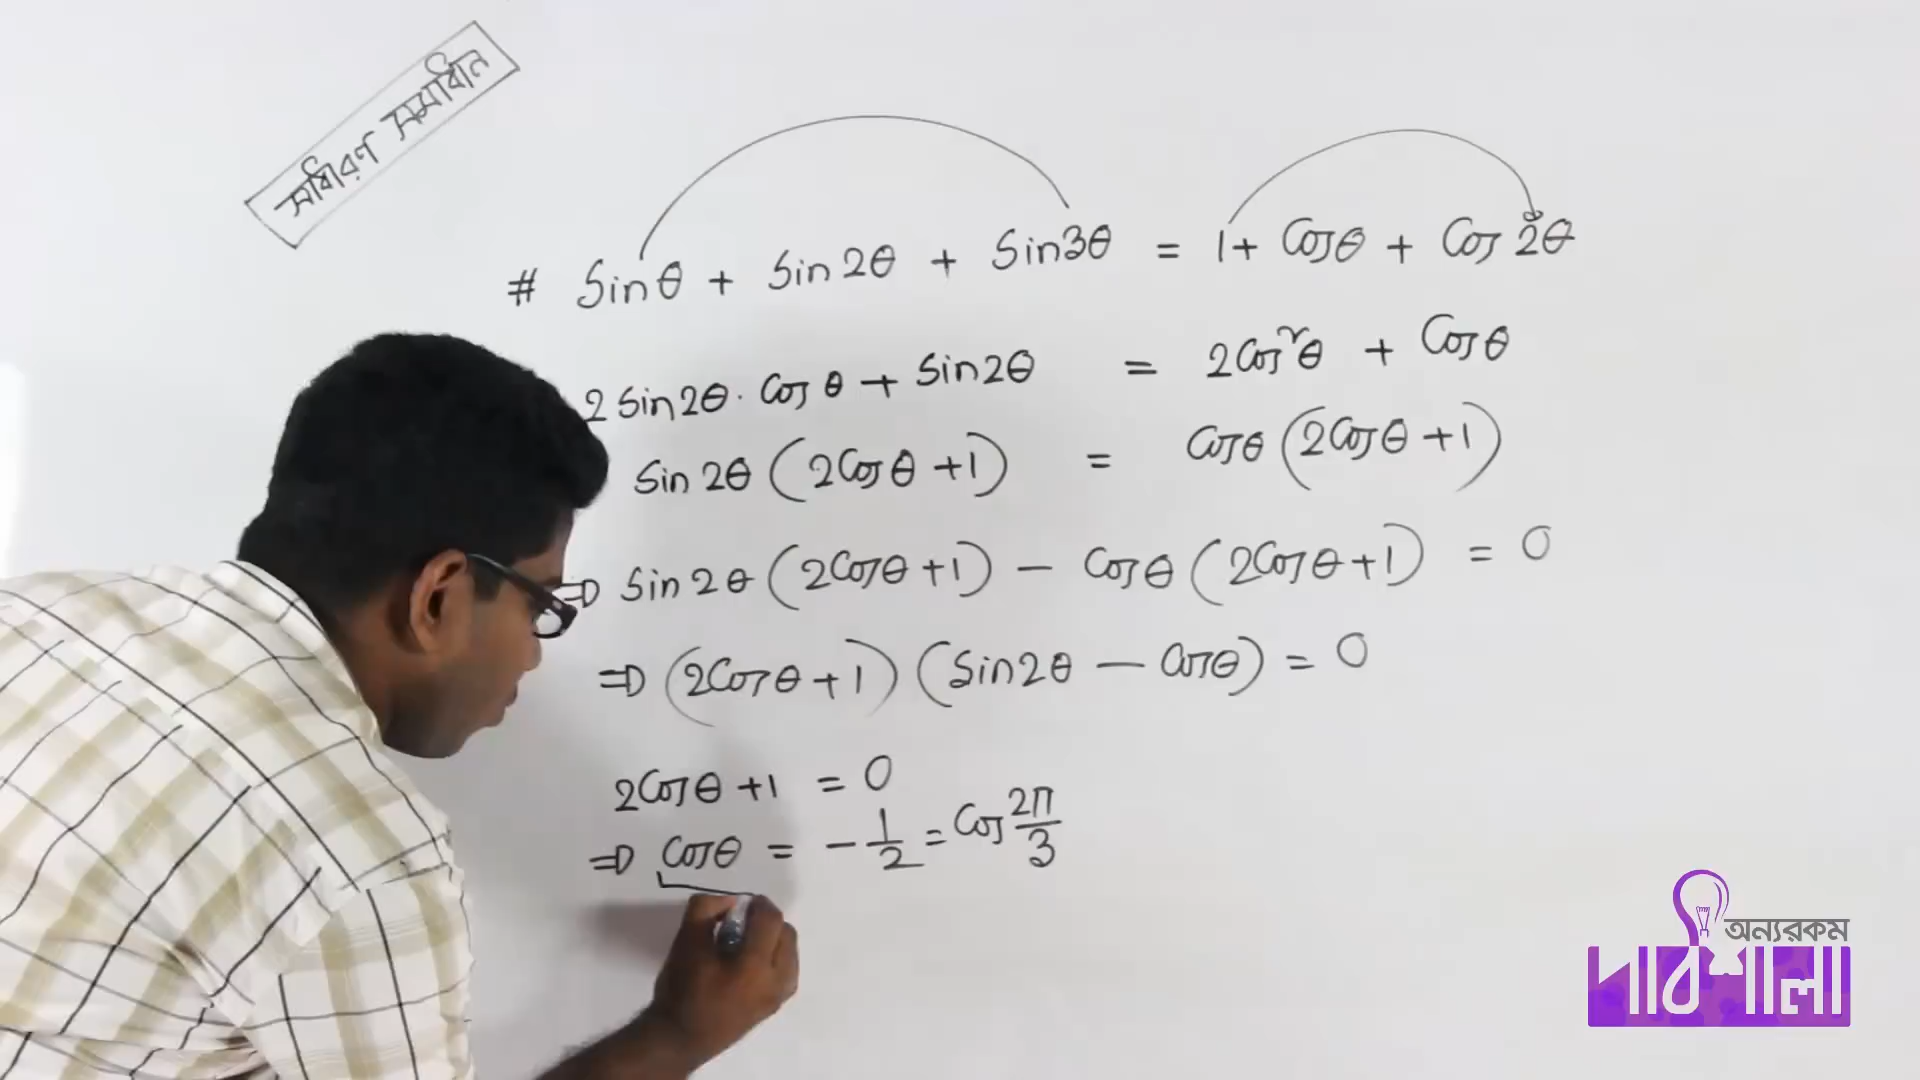 সাধারণ সমাধান
# Sinθ + Sin2θ + Sin3θ = 1 + Cosθ + Cos2θ
2Sin2θ·Cosθ + Sin2θ = 2Cos²θ + Cosθ
Sin2θ(2Cosθ+1) = Cosθ(2Cosθ+1)
⇒ Sin2θ(2Cosθ+1) − Cosθ(2Cosθ+1) = 0
⇒ (2Cosθ+1)(Sin2θ − Cosθ) = 0
2Cosθ+1 = 0
⇒ Cosθ = −1/2 = Cos 2π/3
অন্যরকম
পাঠশালা